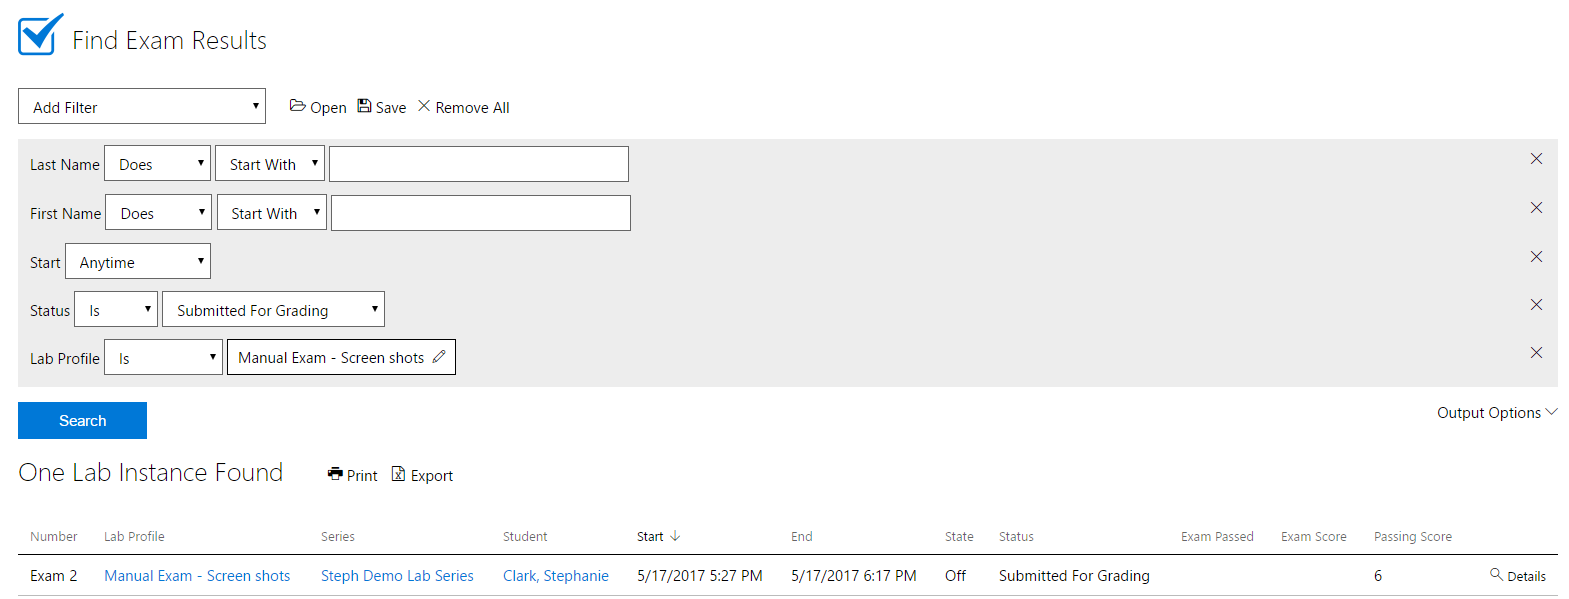 Find Exam Results
Add Filter Open Save Remove All
Last Name Does Start With
First Name Does Start With
Start Anytime
Status Is Submitted For Grading
Lab Profile Is Manual Exam - Screen shots
Search Output Options
One Lab Instance Found Print Export
Number Lab Profile Series Student Start End State Status Exam Passed Exam Score Passing Score
Exam 2 Manual Exam - Screen shots Steph Demo Lab Series Clark, Stephanie 5/17/2017 5:27 PM 5/17/2017 6:17 PM Off Submitted For Grading 6 Details